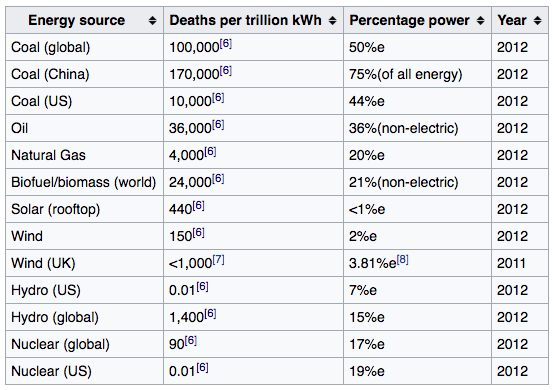 Energy source Deaths per trillion kWh Percentage power Year
Coal (global) 100,000[6] 50%e 2012
Coal (China) 170,000[6] 75%(of all energy) 2012
Coal (US) 10,000[6] 44%e 2012
Oil 36,000[6] 36%(non-electric) 2012
Natural Gas 4,000[6] 20%e 2012
Biofuel/biomass (world) 24,000[6] 21%(non-electric) 2012
Solar (rooftop) 440[6] <1%e 2012
Wind 150[6] 2%e 2012
Wind (UK) <1,000[7] 3.81%e[8] 2011
Hydro (US) 0.01[6] 7%e 2012
Hydro (global) 1,400[6] 15%e 2012
Nuclear (global) 90[6] 17%e 2012
Nuclear (US) 0.01[6] 19%e 2012